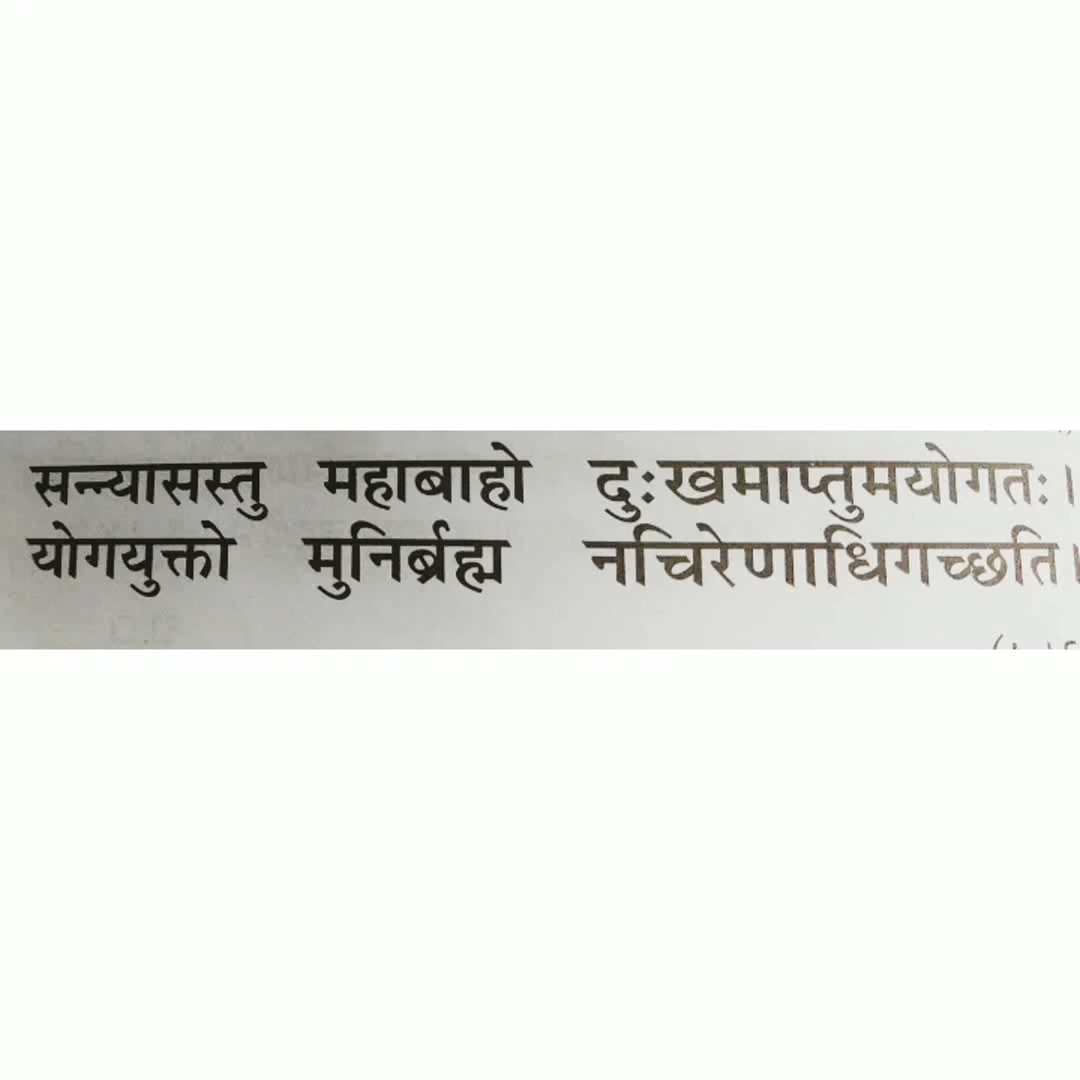 सन्न्यासस्तु महाबाहो दुःखमाप्तुमयोगतः।
योगयुक्तो मुनिर्ब्रह्म नचिरेणाधिगच्छति।